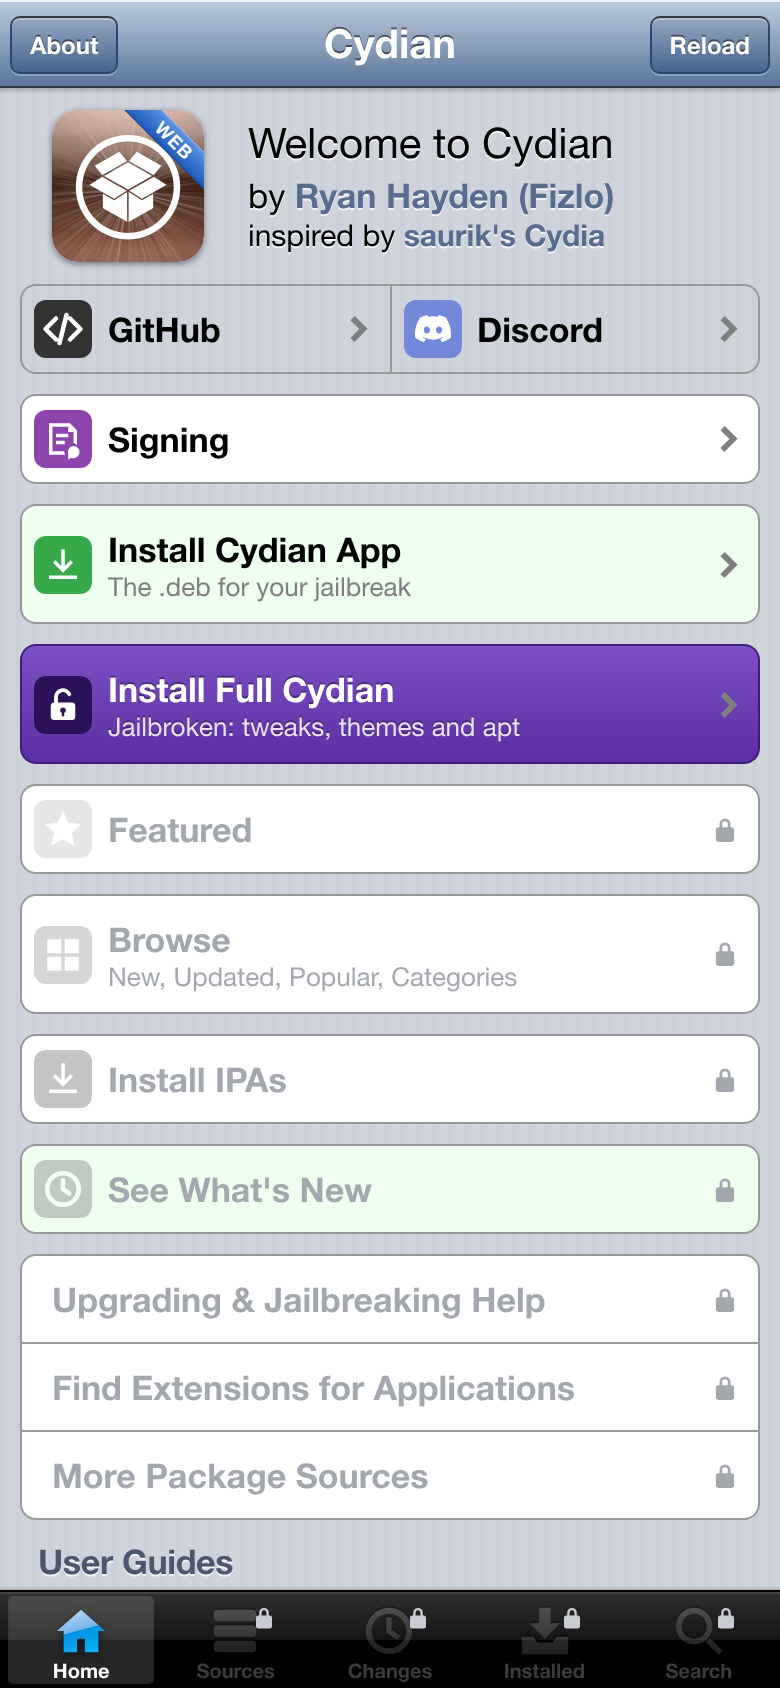 About
Cydian
Reload
WEB
Welcome to Cydian
by Ryan Hayden (Fizlo)
inspired by saurik's Cydia
GitHub
Discord
Signing
Install Cydian App
The .deb for your jailbreak
Install Full Cydian
Jailbroken: tweaks, themes and apt
Featured
Browse
New, Updated, Popular, Categories
Install IPAs
See What's New
Upgrading & Jailbreaking Help
Find Extensions for Applications
More Package Sources
User Guides
Home
Sources
Changes
Installed
Search